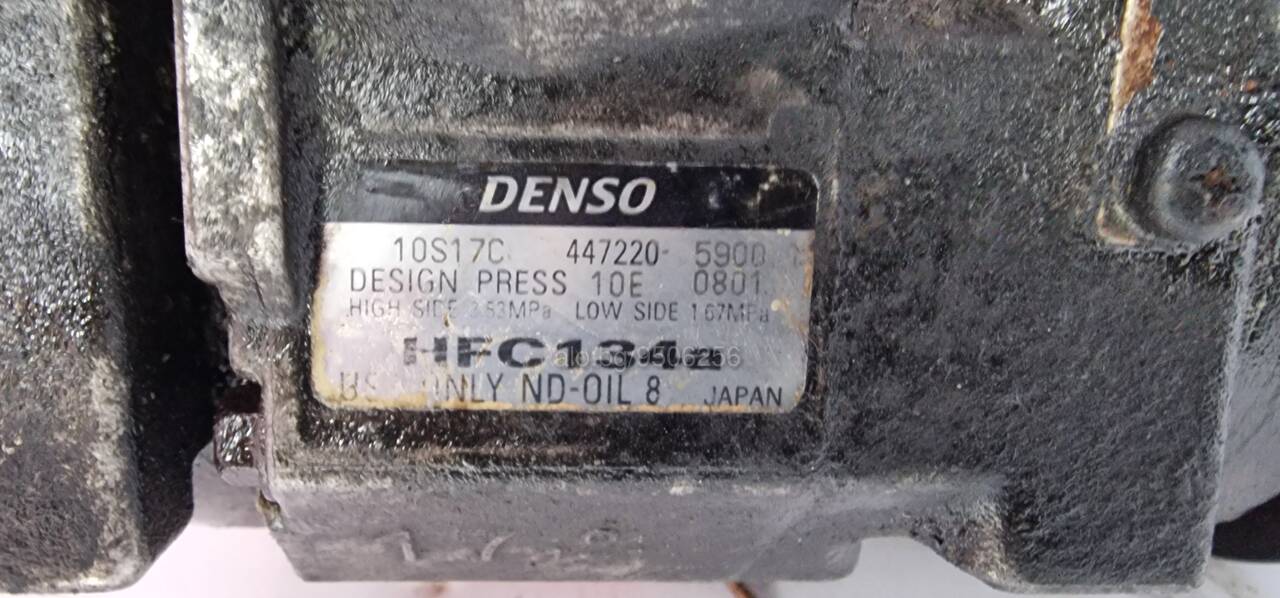 DENSO
10S17C 447220-5900
DESIGN PRESS 10E 0801
HIGH SIDE 3.53MPa LOW SIDE 1.67MPa
HFC134a
ONLY ND-OIL 8 JAPAN